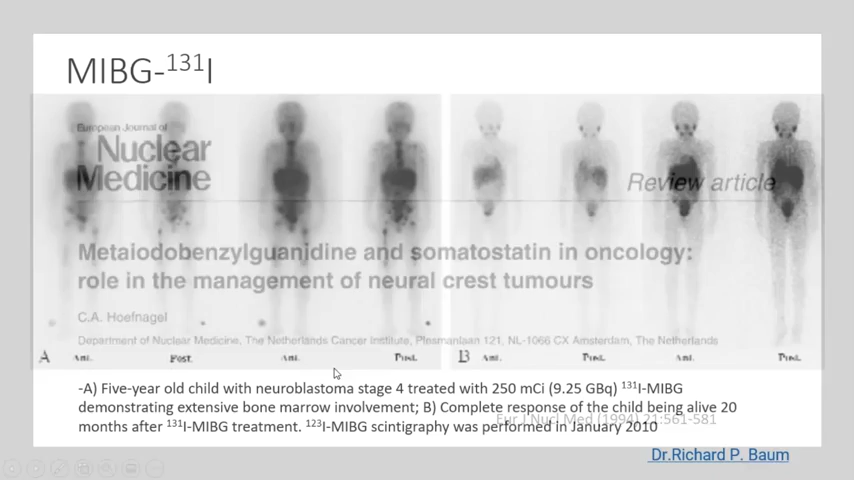 MIBG-131I
European Journal of
Nuclear
Medicine
Review article
Metaiodobenzylguanidine and somatostatin in oncology:
role in the management of neural crest tumours
C.A. Hoefnagel
Department of Nuclear Medicine, The Netherlands Cancer Institute, Plesmanlaan 121, NL-1066 CX Amsterdam, The Netherlands
A Ant. Post. Ant. Post. B Ant. Post. Ant. Post.
-A) Five-year old child with neuroblastoma stage 4 treated with 250 mCi (9.25 GBq) 131I-MIBG
demonstrating extensive bone marrow involvement; B) Complete response of the child being alive 20
months after 131I-MIBG treatment. 123I-MIBG scintigraphy was performed in January 2010
Eur J Nucl Med (1994) 21:561-581
Dr.Richard P. Baum